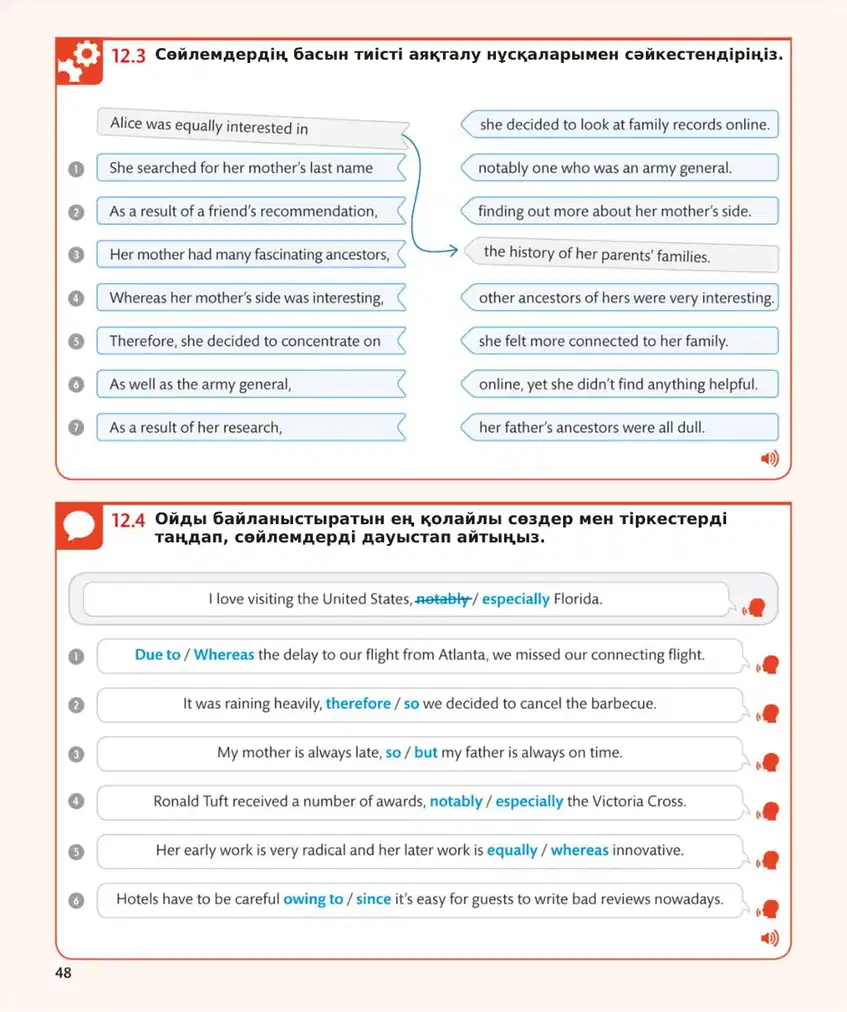 12.3 Сөйлемдердің басын тиісті аяқталу нұсқаларымен сәйкестендіріңіз.
Alice was equally interested in
she decided to look at family records online.
1 She searched for her mother's last name
notably one who was an army general.
2 As a result of a friend's recommendation,
finding out more about her mother's side.
3 Her mother had many fascinating ancestors,
the history of her parents' families.
4 Whereas her mother's side was interesting,
other ancestors of hers were very interesting.
5 Therefore, she decided to concentrate on
she felt more connected to her family.
6 As well as the army general,
online, yet she didn't find anything helpful.
7 As a result of her research,
her father's ancestors were all dull.
12.4 Ойды байланыстыратын ең қолайлы сөздер мен тіркестерді
таңдап, сөйлемдерді дауыстап айтыңыз.
I love visiting the United States, notably / especially Florida.
1 Due to / Whereas the delay to our flight from Atlanta, we missed our connecting flight.
2 It was raining heavily, therefore / so we decided to cancel the barbecue.
3 My mother is always late, so / but my father is always on time.
4 Ronald Tuft received a number of awards, notably / especially the Victoria Cross.
5 Her early work is very radical and her later work is equally / whereas innovative.
6 Hotels have to be careful owing to / since it's easy for guests to write bad reviews nowadays.
48